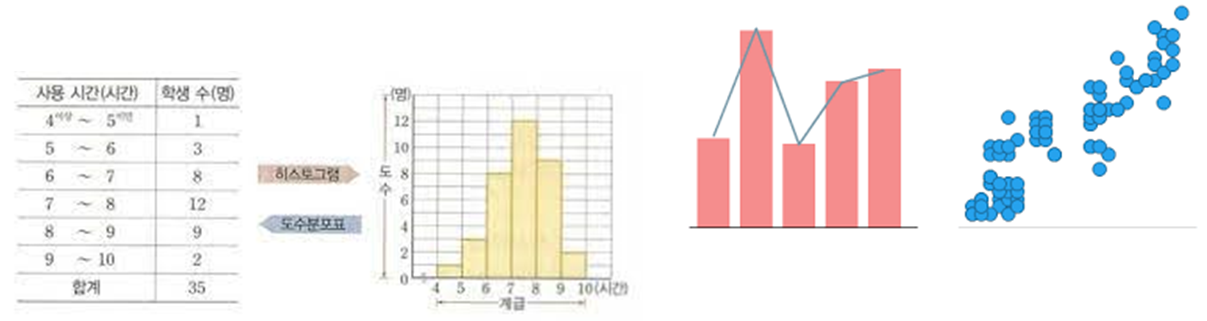 사용 시간(시간) 학생 수(명)
4이상 ~ 5미만 1
5 ~ 6 3
6 ~ 7 8
7 ~ 8 12
8 ~ 9 9
9 ~ 10 2
합계 35
히스토그램
도수분포표
(명)
12
10
8
6
4
2
0
도수
4 5 6 7 8 9 10(시간)
계급